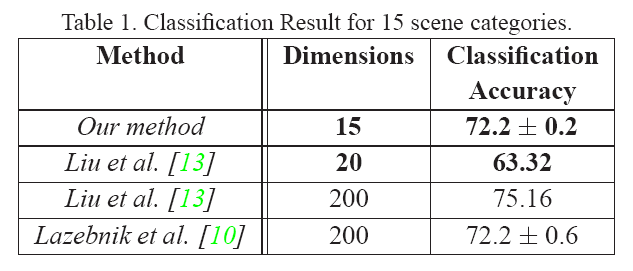 Table 1. Classification Result for 15 scene categories.
Method Dimensions Classification
Accuracy
Our method 15 72.2 ± 0.2
Liu et al. [13] 20 63.32
Liu et al. [13] 200 75.16
Lazebnik et al. [10] 200 72.2 ± 0.6